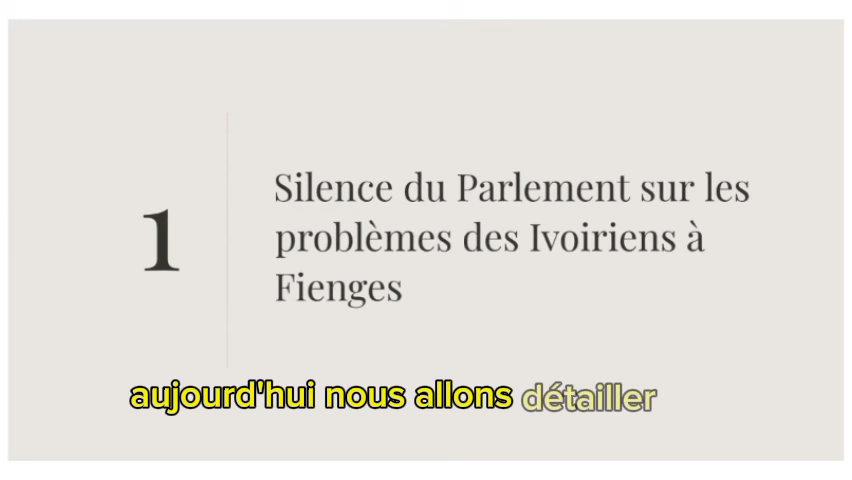 1
Silence du Parlement sur les
problèmes des Ivoiriens à
Fienges
aujourd'hui nous allons détailler